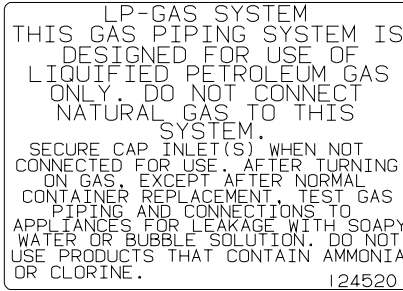 LP-GAS SYSTEM
THIS GAS PIPING SYSTEM IS
DESIGNED FOR USE OF
LIQUIFIED PETROLEUM GAS
ONLY. DO NOT CONNECT
NATURAL GAS TO THIS
SYSTEM.
SECURE CAP INLET(S) WHEN NOT
CONNECTED FOR USE. AFTER TURNING
ON GAS, EXCEPT AFTER NORMAL
CONTAINER REPLACEMENT, TEST GAS
PIPING AND CONNECTIONS TO
APPLIANCES FOR LEAKAGE WITH SOAPY
WATER OR BUBBLE SOLUTION. DO NOT
USE PRODUCTS THAT CONTAIN AMMONIA
OR CLORINE.
124520